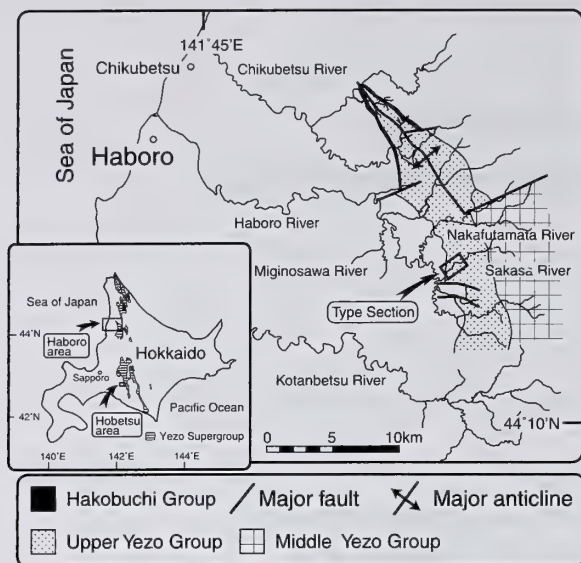 141°45'E
Chikubetsu
Chikubetsu River
Sea of Japan
Haboro
Haboro River
Nakafutamata River
Miginosawa River
Sakasa River
Type Section
Kotanbetsu River
44°10'N
0 5 10km
Sea of Japan
44°N
Haboro
area
Hokkaido
Sapporo
Hobetsu
area
Pacific Ocean
42°N
Yezo Supergroup
140°E 142°E 144°E
Hakobuchi Group Major fault Major anticline
Upper Yezo Group Middle Yezo Group